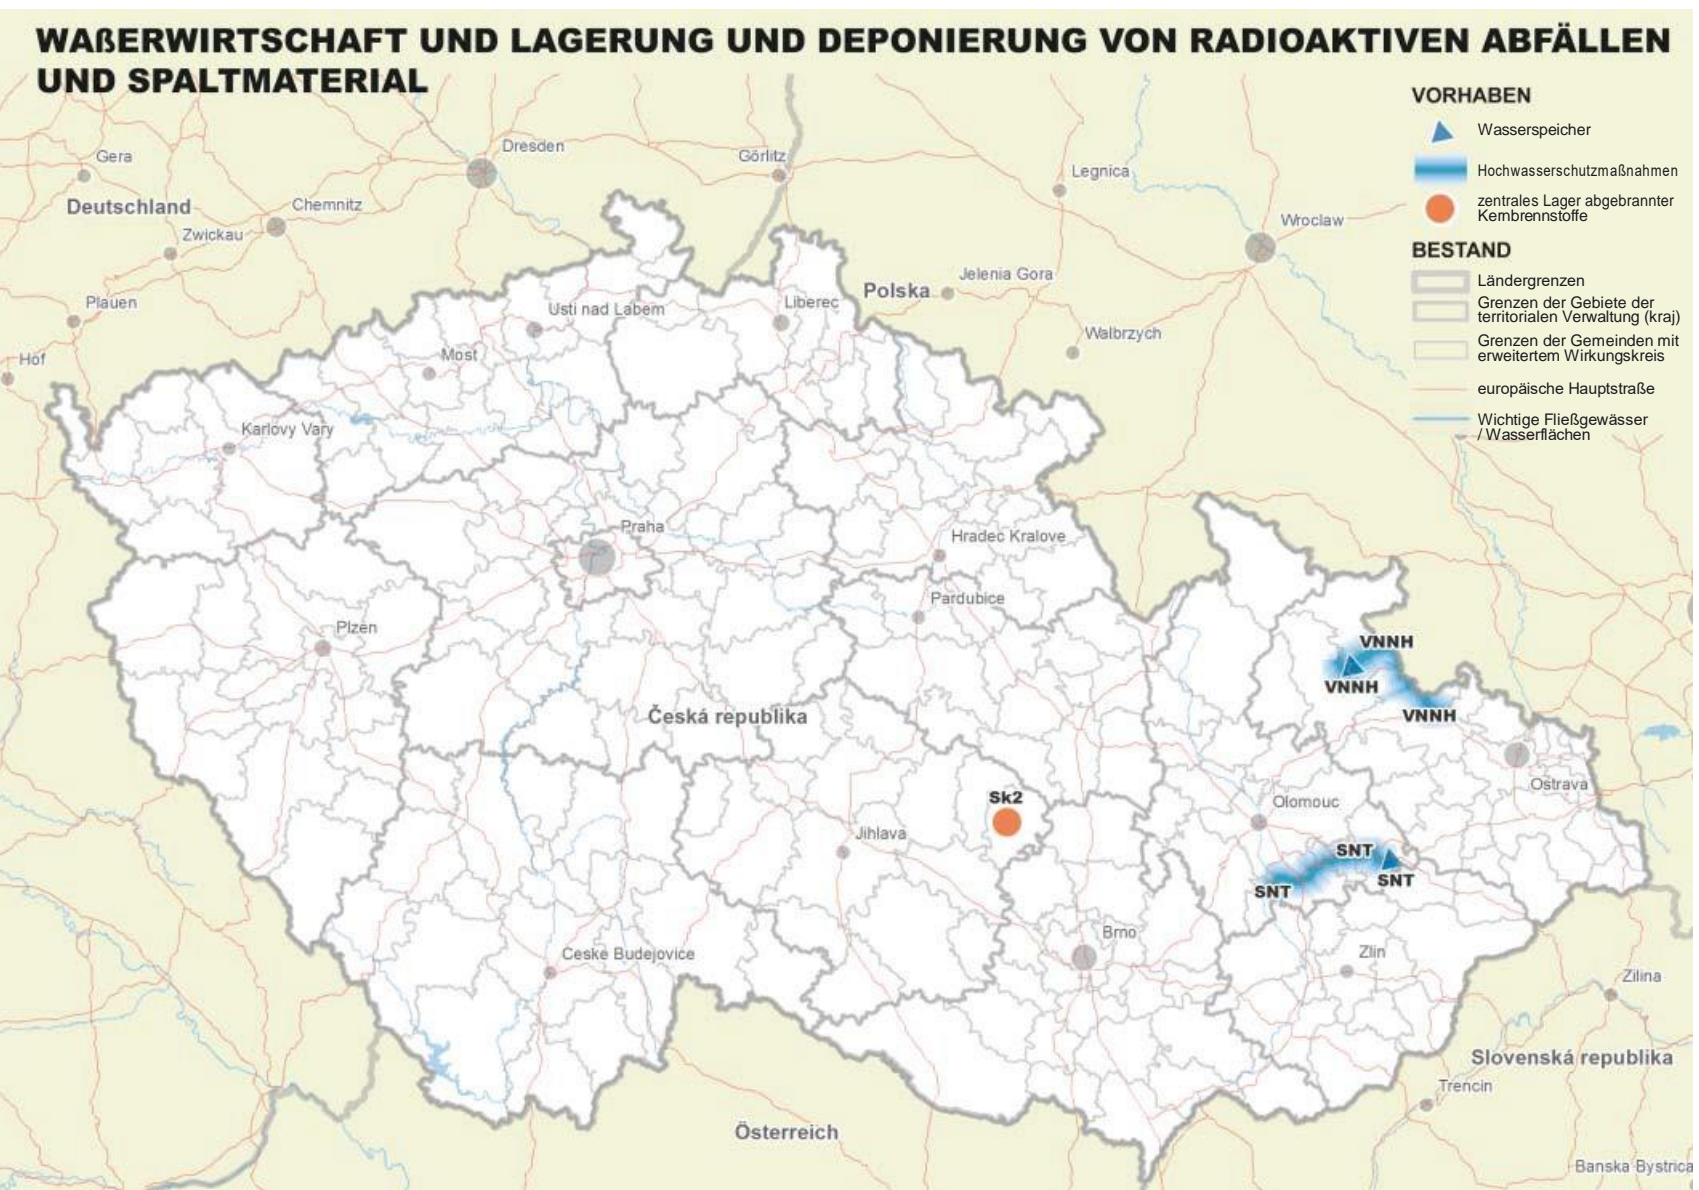 WAßERWIRTSCHAFT UND LAGERUNG UND DEPONIERUNG VON RADIOAKTIVEN ABFÄLLEN
UND SPALTMATERIAL
VORHABEN
Wasserspeicher
Hochwasserschutzmaßnahmen
zentrales Lager abgebrannter
Kernbrennstoffe
BESTAND
Ländergrenzen
Grenzen der Gebiete der
territorialen Verwaltung (kraj)
Grenzen der Gemeinden mit
erweitertem Wirkungskreis
europäische Hauptstraße
Wichtige Fließgewässer
/ Wasserflächen
Dresden
Gera
Görlitz
Legnica
Deutschland
Chemnitz
Wroclaw
Zwickau
Jelenia Gora
Polska
Plauen
Usti nad Labem
Liberec
Walbrzych
Hof
Most
Karlovy Vary
Praha
Hradec Kralove
Pardubice
Plzen
VNNH
VNNH
VNNH
Česká republika
Ostrava
Sk2
Olomouc
Jihlava
SNT
SNT
SNT
Brno
Ceske Budejovice
Zlin
Zilina
Slovenská republika
Trencin
Österreich
Banska Bystrica